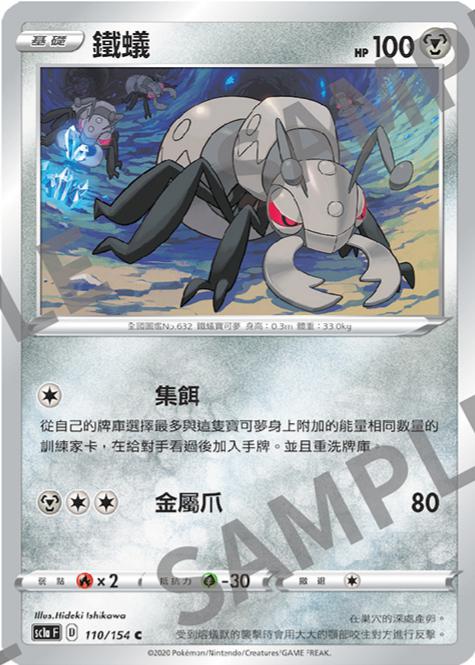 基礎 鐵蟻 HP 100
全國圖鑑No.632 鐵蟻寶可夢 身高:0.3m 體重:33.0kg
集餌
從自己的牌庫選擇最多與這隻寶可夢身上附加的能量相同數量的
訓練家卡,在給對手看過後加入手牌。並且重洗牌庫。
金屬爪 80
弱點 ×2 抵抗力 -30 撤退
Illus.Hideki Ishikawa
sc1a F D 110/154 C
在巢穴的深處產卵。
受到熔蟻獸的襲擊時會用大大的顎部咬住對方進行反擊。
©2020 Pokémon/Nintendo/Creatures/GAME FREAK.
SAMPLE